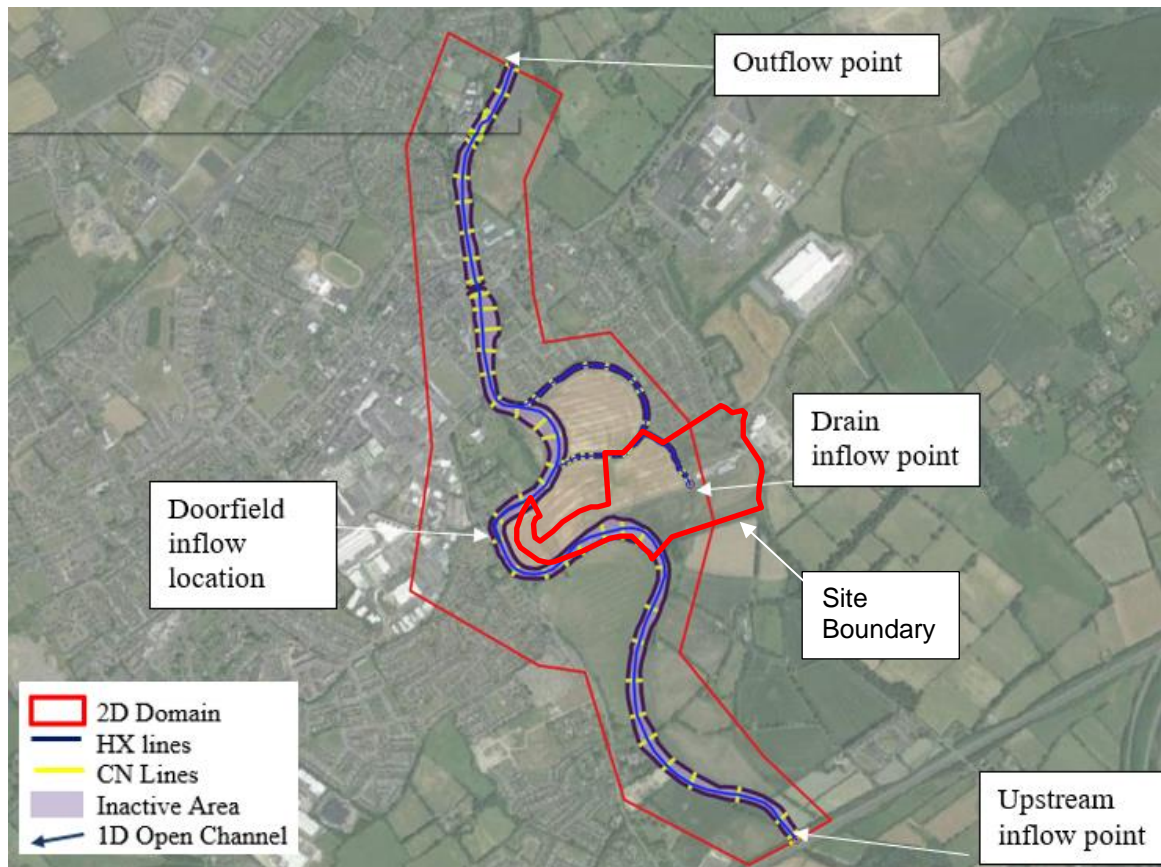 Outflow point
Drain
inflow point
Doorfield
inflow
location
Site
Boundary
2D Domain
HX lines
CN Lines
Inactive Area
1D Open Channel
Upstream
inflow point